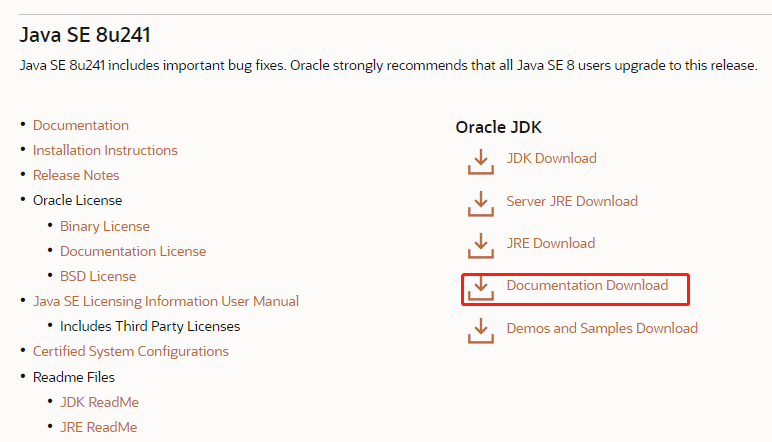 Java SE 8u241
Java SE 8u241 includes important bug fixes. Oracle strongly recommends that all Java SE 8 users upgrade to this release.
Documentation
Installation Instructions
Release Notes
Oracle License
Binary License
Documentation License
BSD License
Java SE Licensing Information User Manual
Includes Third Party Licenses
Certified System Configurations
Readme Files
JDK ReadMe
JRE ReadMe
Oracle JDK
JDK Download
Server JRE Download
JRE Download
Documentation Download
Demos and Samples Download